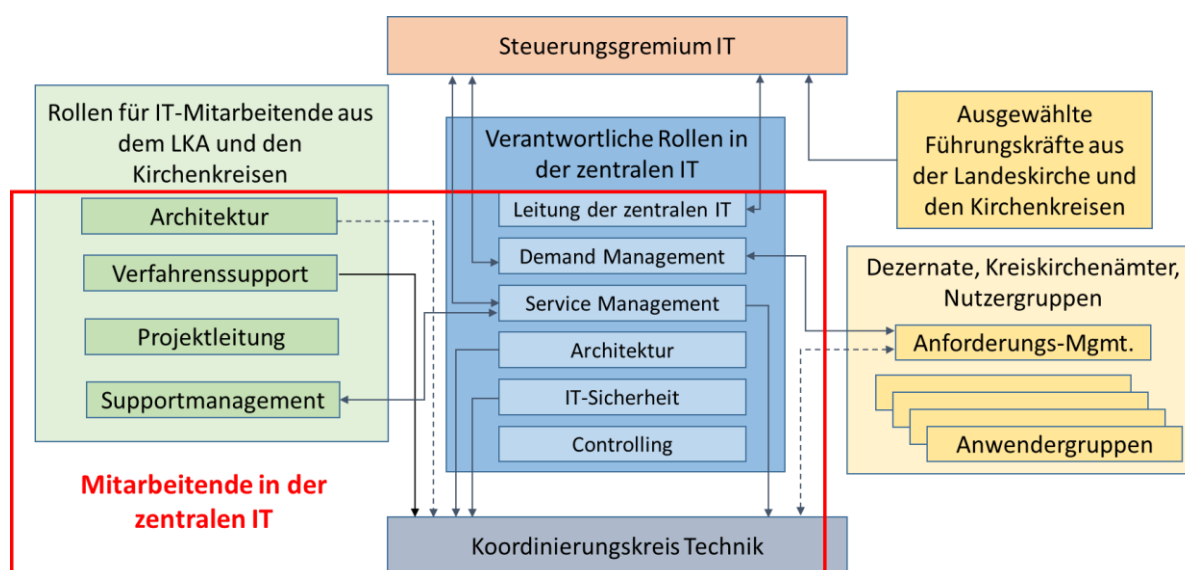 Steuerungsgremium IT
Rollen für IT-Mitarbeitende aus
dem LKA und den
Kirchenkreisen
Architektur
Verfahrenssupport
Projektleitung
Supportmanagement
Mitarbeitende in der
zentralen IT
Verantwortliche Rollen in
der zentralen IT
Leitung der zentralen IT
Demand Management
Service Management
Architektur
IT-Sicherheit
Controlling
Ausgewählte
Führungskräfte aus
der Landeskirche und
den Kirchenkreisen
Dezernate, Kreiskirchenämter,
Nutzergruppen
Anforderungs-Mgmt.
Anwendergruppen
Koordinierungskreis Technik